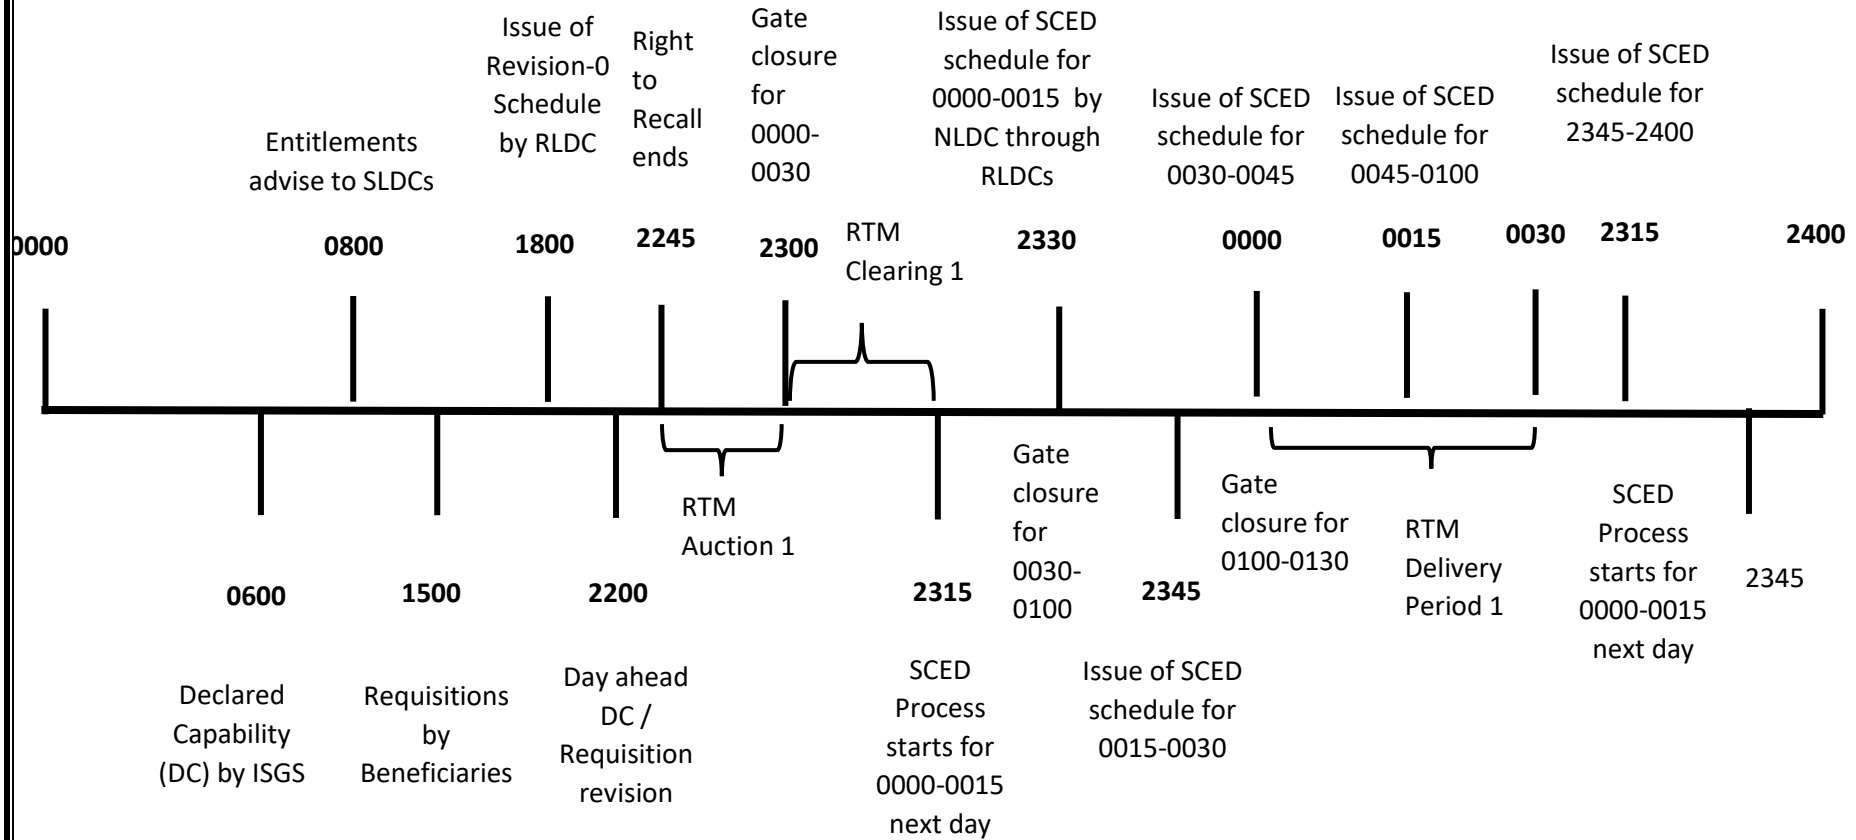 Issue of
Revision-0
Schedule
by RLDC
Right
to
Recall
ends
Gate
closure
for
0000-
0030
Issue of SCED
schedule for
0000-0015 by
NLDC through
RLDCs
Issue of SCED
schedule for
0030-0045
Issue of SCED
schedule for
0045-0100
Issue of SCED
schedule for
2345-2400
Entitlements
advise to SLDCs
0000
0800
1800
2245
2300
RTM
Clearing 1
2330
0000
0015
0030
2315
2400
RTM
Auction 1
Gate
closure
for
0030-
0100
Gate
closure for
0100-0130
RTM
Delivery
Period 1
SCED
Process
starts for
0000-0015
next day
0600
1500
2200
2315
2345
2345
Declared
Capability
(DC) by ISGS
Requisitions
by
Beneficiaries
Day ahead
DC /
Requisition
revision
SCED
Process
starts for
0000-0015
next day
Issue of SCED
schedule for
0015-0030